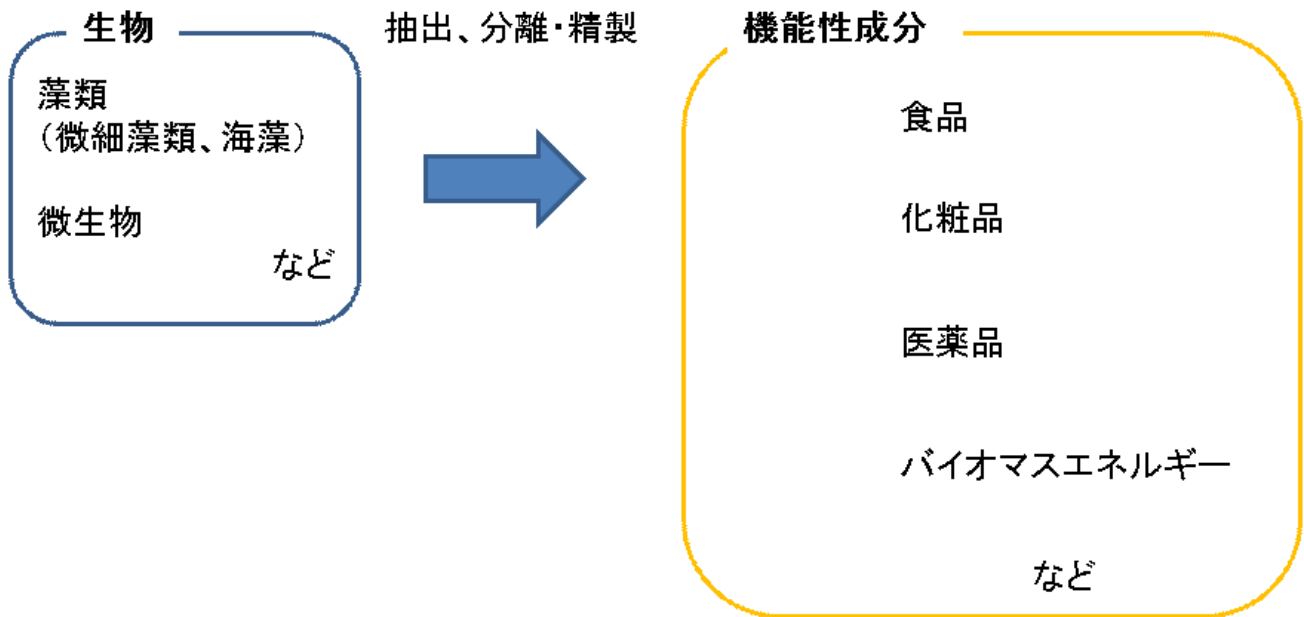 生物
藻類
（微細藻類、海藻）
微生物
など
抽出、分離・精製
機能性成分
食品
化粧品
医薬品
バイオマスエネルギー
など